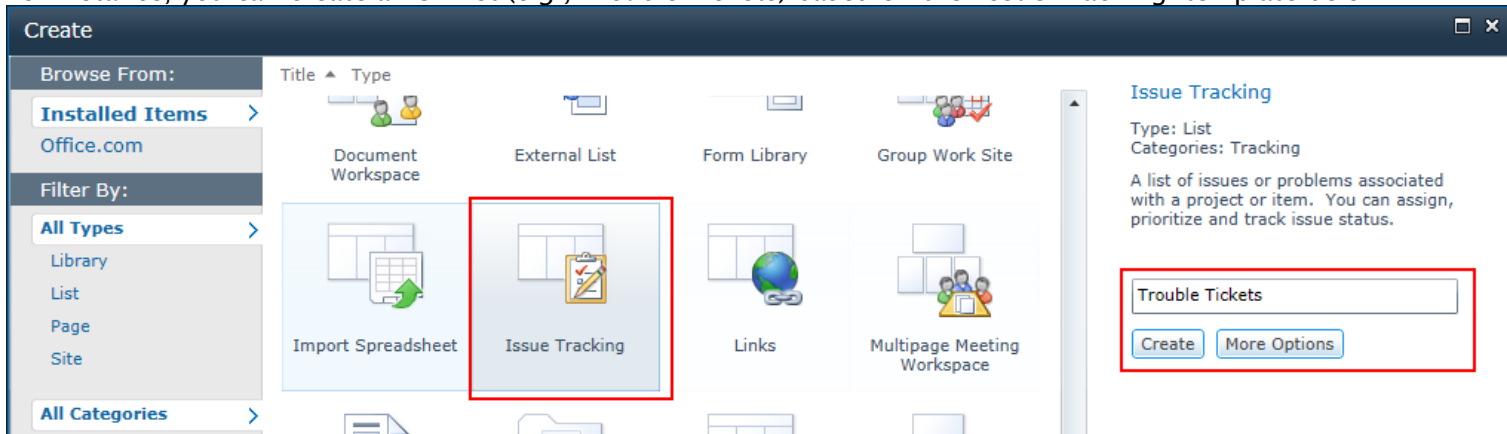 Create
Browse From:
Installed Items
Office.com
Filter By:
All Types
Library
List
Page
Site
All Categories
Title Type
Document
Workspace
External List
Form Library
Group Work Site
Import Spreadsheet
Issue Tracking
Links
Multipage Meeting
Workspace
Issue Tracking
Type: List
Categories: Tracking
A list of issues or problems associated
with a project or item. You can assign,
prioritize and track issue status.
Trouble Tickets
Create
More Options